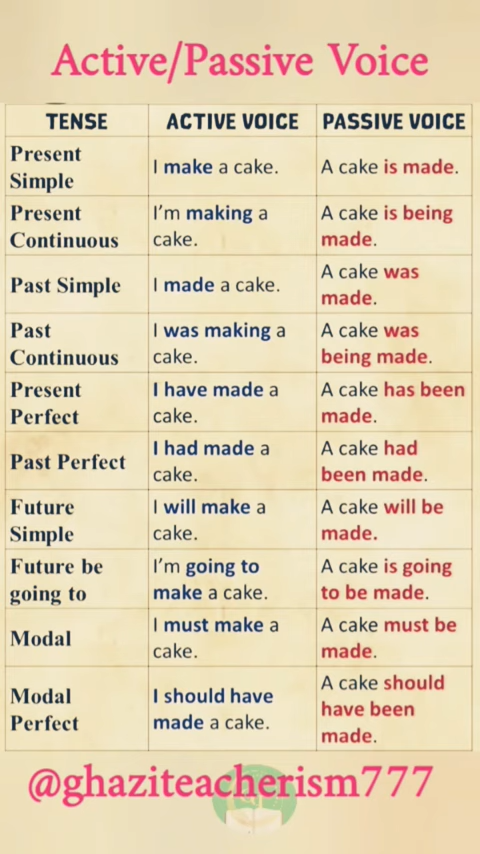 Active/Passive Voice
TENSE ACTIVE VOICE PASSIVE VOICE
Present Simple I make a cake. A cake is made.
Present Continuous I'm making a cake. A cake is being made.
Past Simple I made a cake. A cake was made.
Past Continuous I was making a cake. A cake was being made.
Present Perfect I have made a cake. A cake has been made.
Past Perfect I had made a cake. A cake had been made.
Future Simple I will make a cake. A cake will be made.
Future be going to I'm going to make a cake. A cake is going to be made.
Modal I must make a cake. A cake must be made.
Modal Perfect I should have made a cake. A cake should have been made.
@ghaziteacherism777